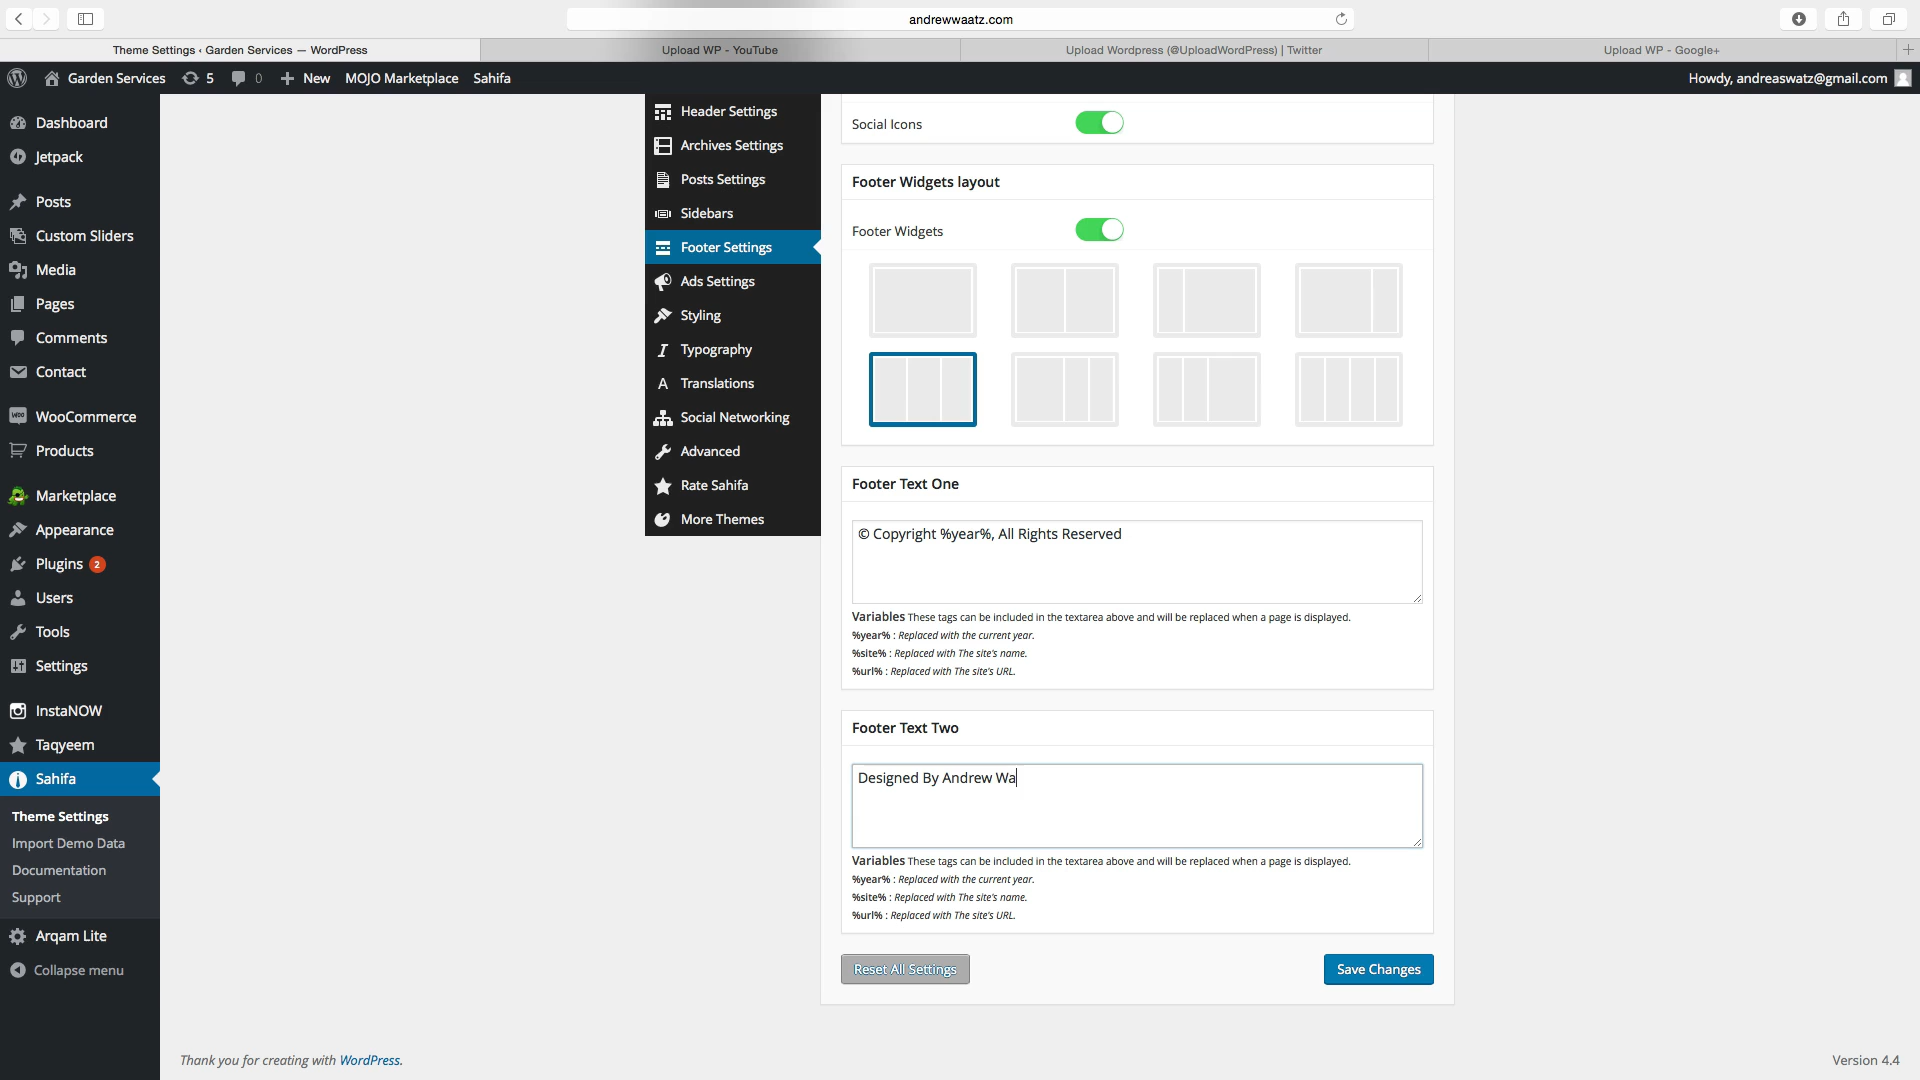 andrewwaatz.com
Theme Settings ‹ Garden Services — WordPress
Upload WP - YouTube
Upload Wordpress (@UploadWordPress) | Twitter
Upload WP - Google+
Garden Services 5 0 New MOJO Marketplace Sahifa
Howdy, andreaswatz@gmail.com
Dashboard
Jetpack
Posts
Custom Sliders
Media
Pages
Comments
Contact
WooCommerce
Products
Marketplace
Appearance
Plugins 2
Users
Tools
Settings
InstaNOW
Taqyeem
Sahifa
Theme Settings
Import Demo Data
Documentation
Support
Arqam Lite
Collapse menu
Header Settings
Archives Settings
Posts Settings
Sidebars
Footer Settings
Ads Settings
Styling
Typography
Translations
Social Networking
Advanced
Rate Sahifa
More Themes
Social Icons
Footer Widgets layout
Footer Widgets
Footer Text One
© Copyright %year%, All Rights Reserved
Variables These tags can be included in the textarea above and will be replaced when a page is displayed.
%year% : Replaced with the current year.
%site% : Replaced with The site's name.
%url% : Replaced with The site's URL.
Footer Text Two
Designed By Andrew Wa
Variables These tags can be included in the textarea above and will be replaced when a page is displayed.
%year% : Replaced with the current year.
%site% : Replaced with The site's name.
%url% : Replaced with The site's URL.
Reset All Settings
Save Changes
Thank you for creating with WordPress.
Version 4.4